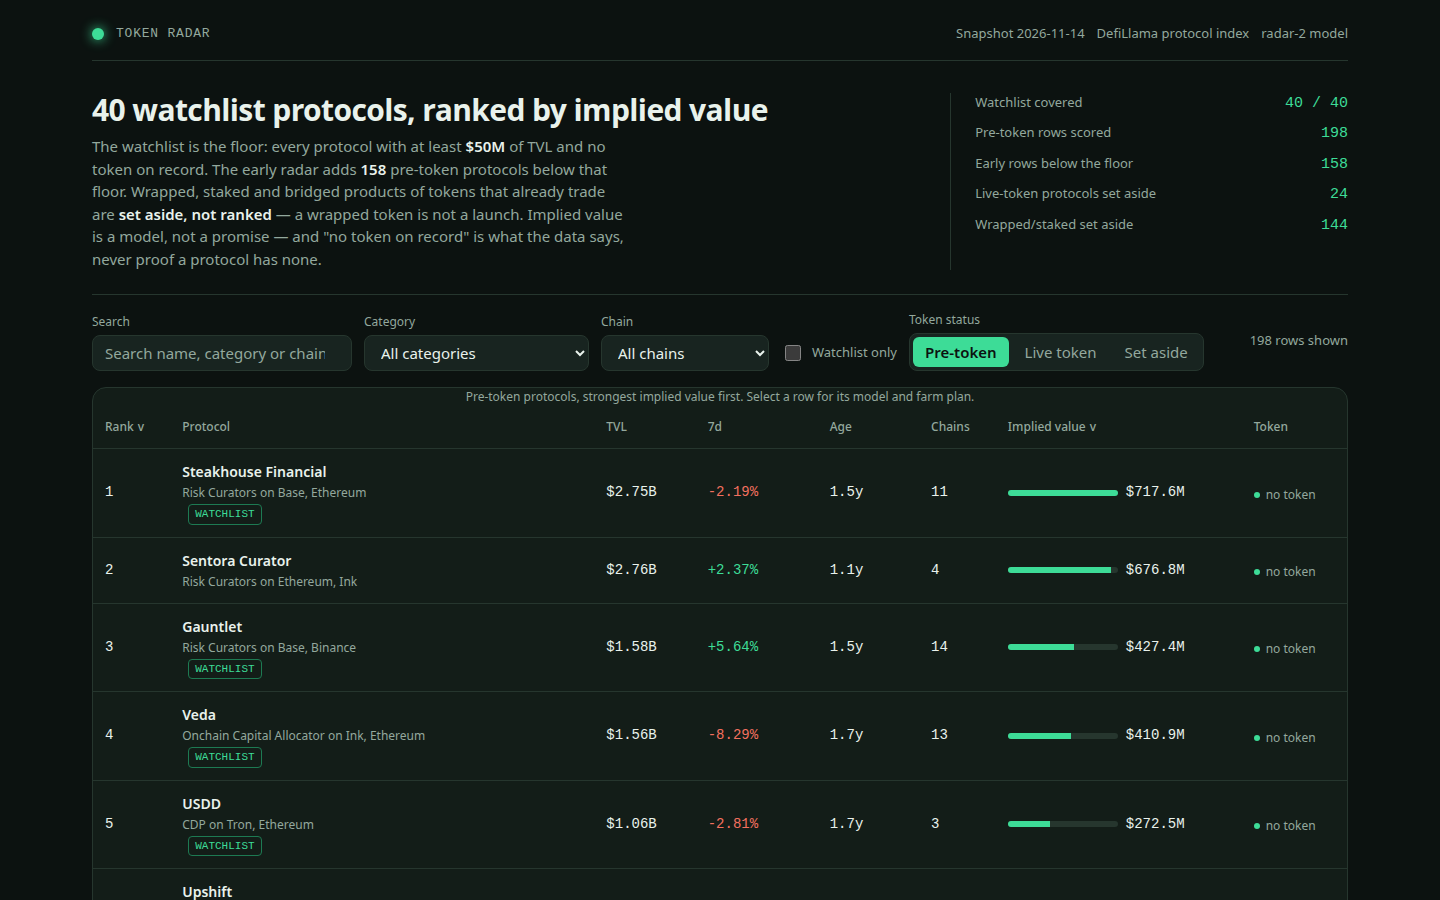 TOKEN RADAR
Snapshot 2026-11-14 DefiLlama protocol index radar-2 model
40 watchlist protocols, ranked by implied value
The watchlist is the floor: every protocol with at least $50M of TVL and no
token on record. The early radar adds 158 pre-token protocols below that
floor. Wrapped, staked and bridged products of tokens that already trade
are set aside, not ranked — a wrapped token is not a launch. Implied value
is a model, not a promise — and "no token on record" is what the data says,
never proof a protocol has none.
Watchlist covered 40 / 40
Pre-token rows scored 198
Early rows below the floor 158
Live-token protocols set aside 24
Wrapped/staked set aside 144
Search Category Chain Token status
Search name, category or chain All categories All chains Watchlist only Pre-token Live token Set aside 198 rows shown
Pre-token protocols, strongest implied value first. Select a row for its model and farm plan.
Rank v Protocol TVL 7d Age Chains Implied value v Token
Steakhouse Financial
1 Risk Curators on Base, Ethereum $2.75B -2.19% 1.5y 11 $717.6M no token
WATCHLIST
Sentora Curator
2 Risk Curators on Ethereum, Ink $2.76B +2.37% 1.1y 4 $676.8M no token
Gauntlet
3 Risk Curators on Base, Binance $1.58B +5.64% 1.5y 14 $427.4M no token
WATCHLIST
Veda
4 Onchain Capital Allocator on Ink, Ethereum $1.56B -8.29% 1.7y 13 $410.9M no token
WATCHLIST
USDD
5 CDP on Tron, Ethereum $1.06B -2.81% 1.7y 3 $272.5M no token
WATCHLIST
Upshift